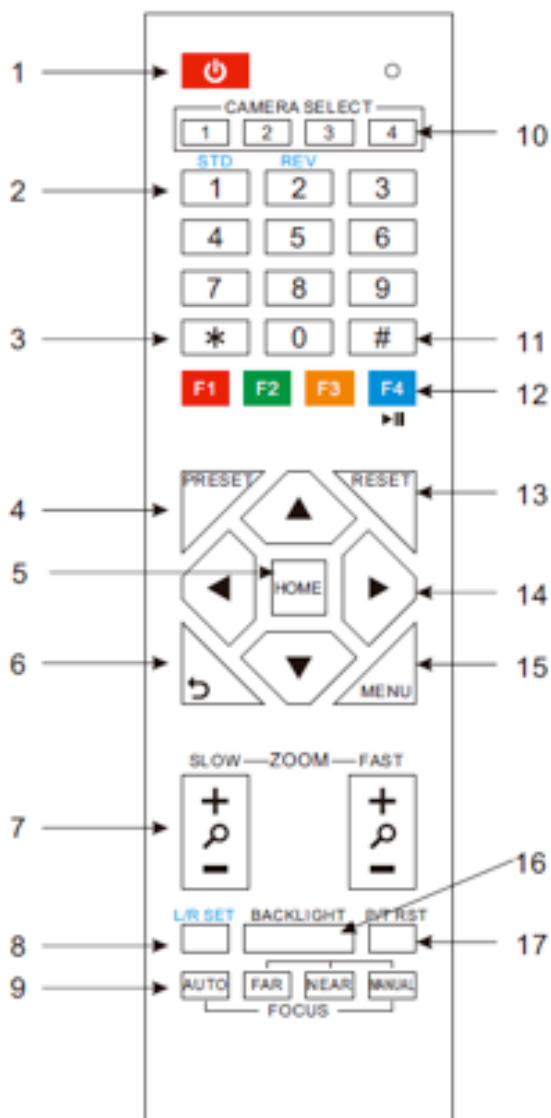 1
CAMERA SELECT
1 2 3 4 10
STD REV
2 1 2 3
4 5 6
7 8 9
3 * 0 # 11
F1 F2 F3 F4 12
PRESET RESET
4 13
5 HOME 14
6 15
MENU
SLOW ZOOM FAST
7 + +
- -
16
L/R SET BACKLIGHT RST
8 17
9 AUTO FAR NEAR MANUAL
FOCUS